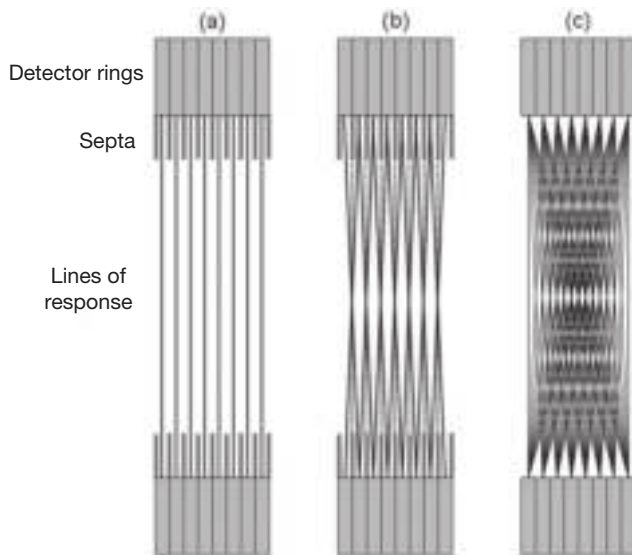 (a) (b) (c)
Detector rings
Septa
Lines of
response